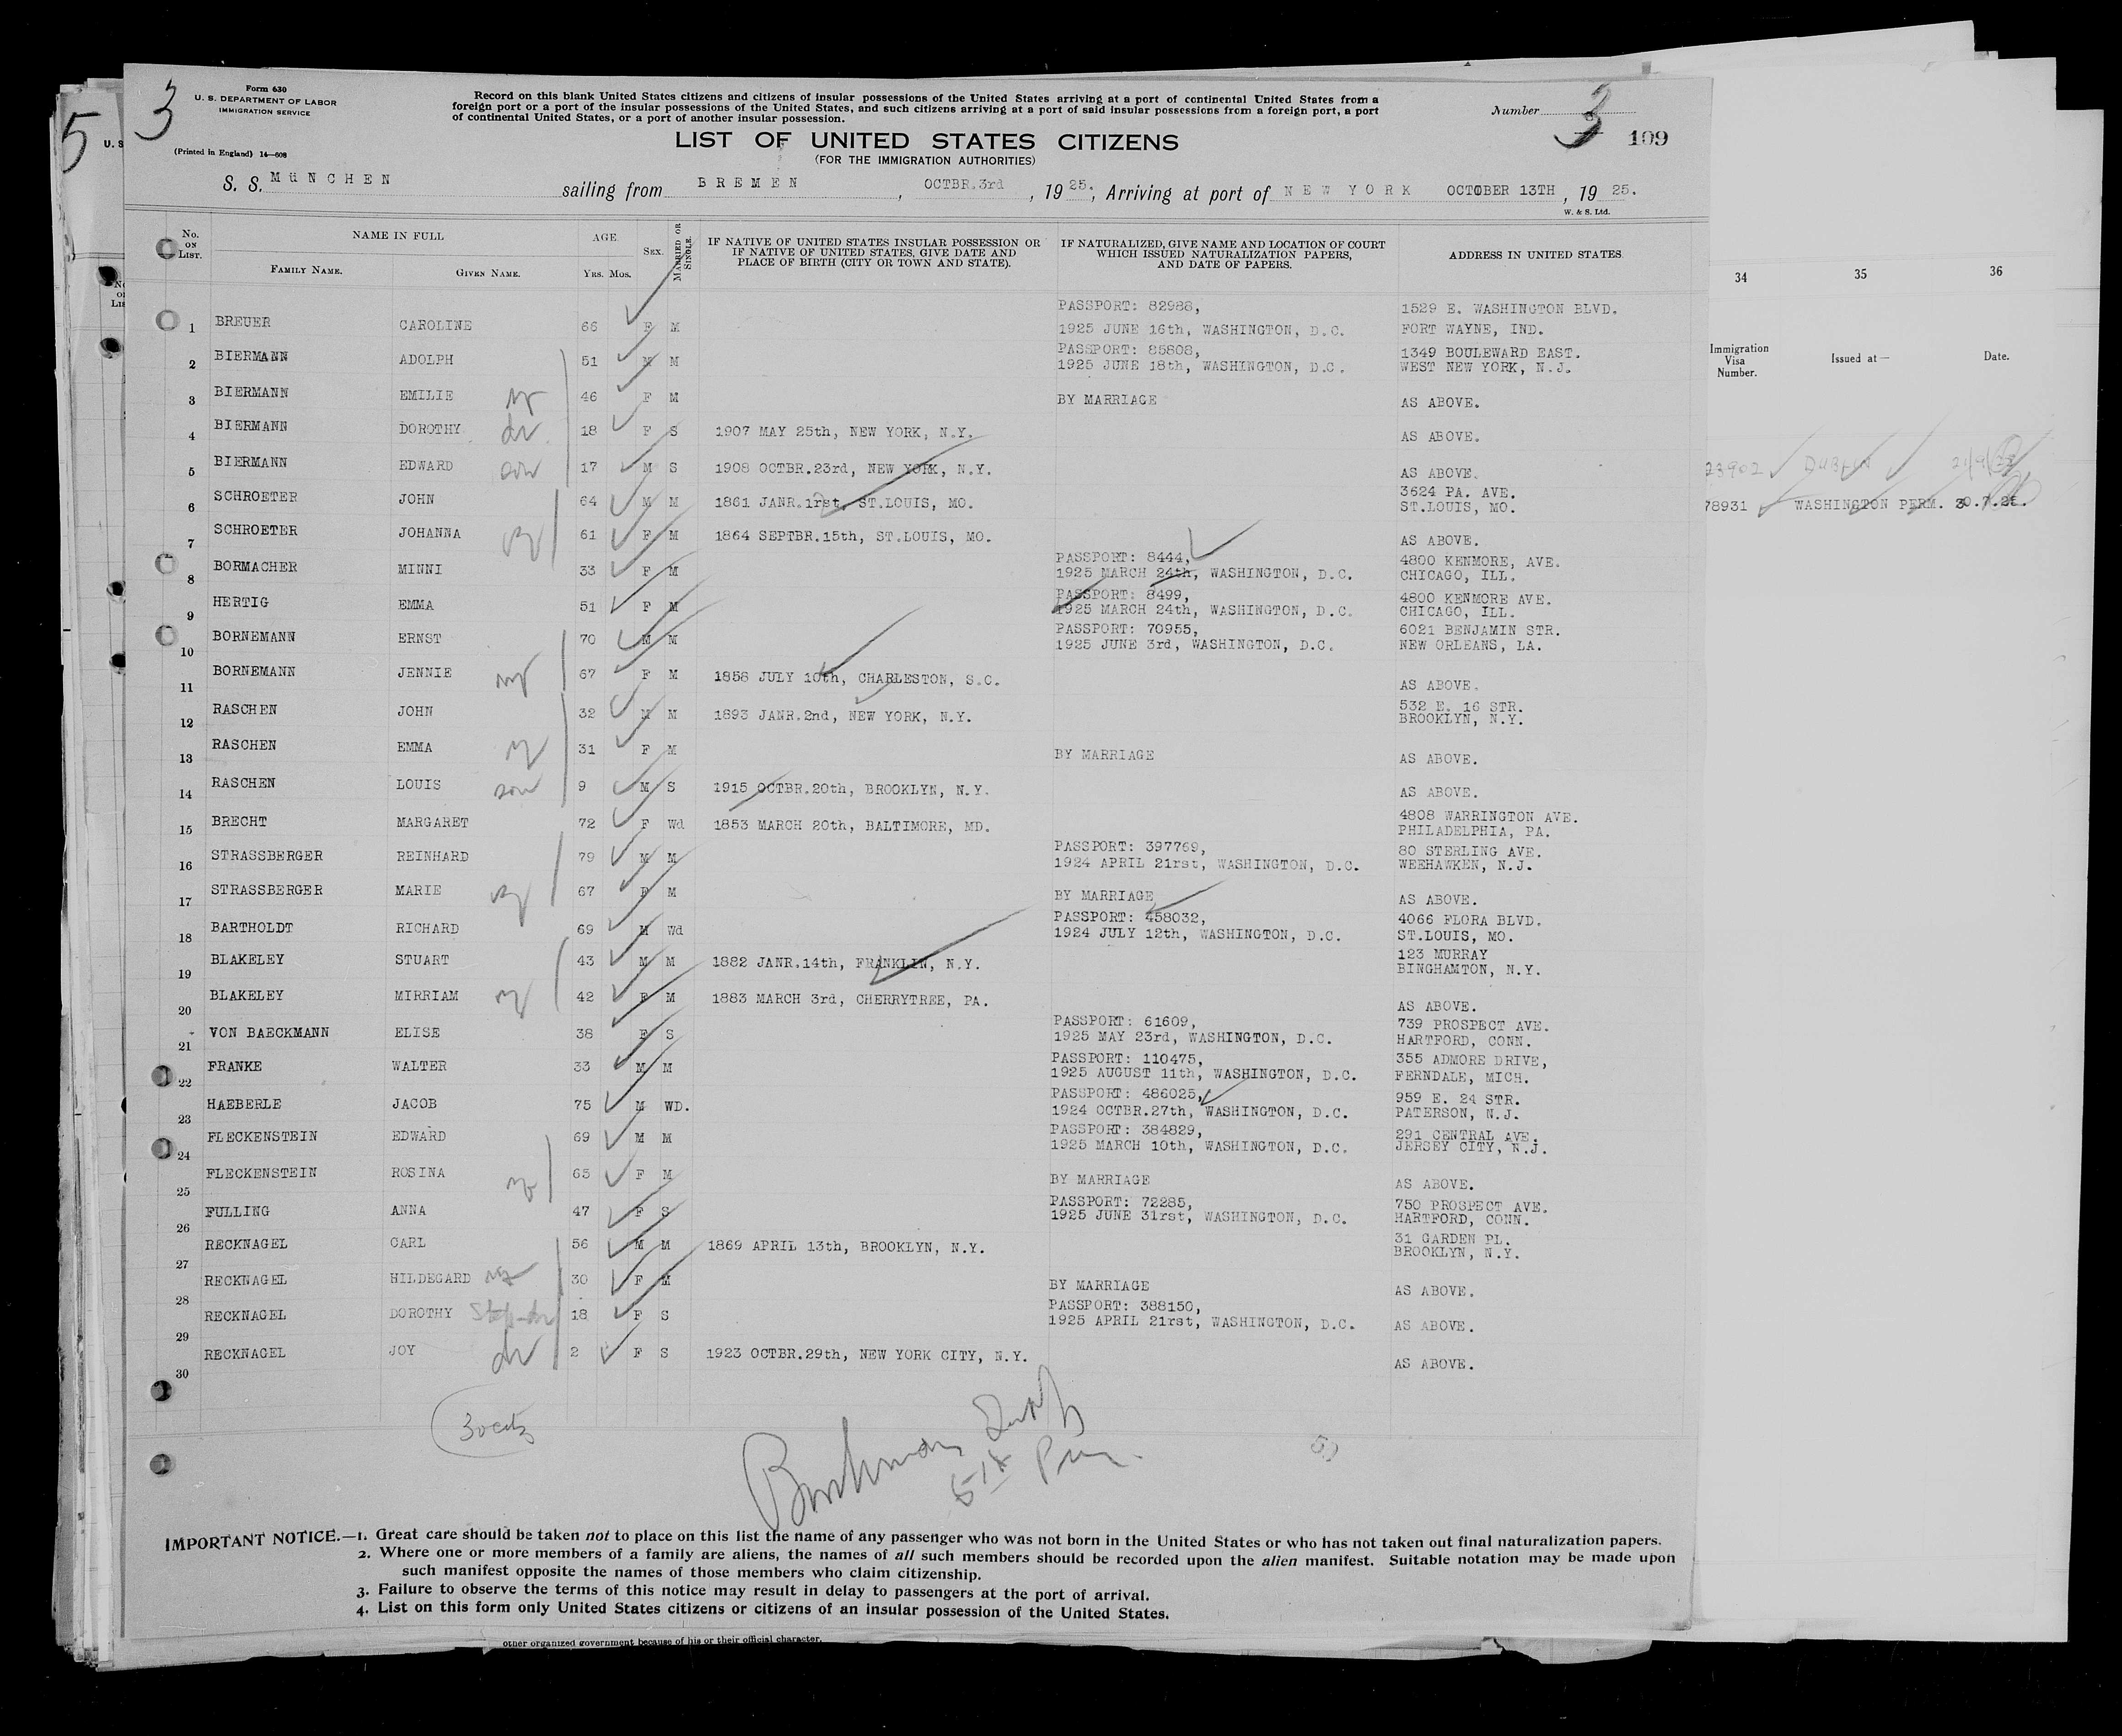 5
3
Form 630
U. S. DEPARTMENT OF LABOR
IMMIGRATION SERVICE
(Printed in England) 14—608
Record on this blank United States citizens and citizens of insular possessions of the United States arriving at a port of continental United States from a
foreign port or a port of the insular possessions of the United States, and such citizens arriving at a port of said insular possessions from a foreign port, a port
of continental United States, or a port of another insular possession.
Number 3
109
LIST OF UNITED STATES CITIZENS
(FOR THE IMMIGRATION AUTHORITIES)
S. S. MüNCHEN sailing from BREMEN, OCTBR.3rd, 19 25., Arriving at port of NEW YORK OCTOBER 13TH, 19 25.
W. & S. Ltd.
No. ON LIST. NAME IN FULL AGE SEX. MARRIED OR SINGLE. IF NATIVE OF UNITED STATES INSULAR POSSESSION OR IF NATIVE OF UNITED STATES, GIVE DATE AND PLACE OF BIRTH (CITY OR TOWN AND STATE). IF NATURALIZED, GIVE NAME AND LOCATION OF COURT WHICH ISSUED NATURALIZATION PAPERS, AND DATE OF PAPERS. ADDRESS IN UNITED STATES.
FAMILY NAME. GIVEN NAME. YRS. MOS.
PASSPORT: 82988, 1529 E. WASHINGTON BLVD.
1 BREUER CAROLINE 66 F M 1925 JUNE 16th, WASHINGTON, D.C. FORT WAYNE, IND.
PASSPORT: 85808, 1349 BOULEWARD EAST.
2 BIERMANN ADOLPH 51 M M 1925 JUNE 18th, WASHINGTON, D.C. WEST NEW YORK, N.J.
3 BIERMANN EMILIE 46 F M BY MARRIAGE AS ABOVE.
4 BIERMANN DOROTHY 18 F S 1907 MAY 25th, NEW YORK, N.Y. AS ABOVE.
5 BIERMANN EDWARD son 17 M S 1908 OCTBR.23rd, NEW YORK, N.Y. AS ABOVE.
3624 PA. AVE.
6 SCHROETER JOHN 64 M M 1861 JANR.1rst, ST.LOUIS, MO. ST.LOUIS, MO.
7 SCHROETER JOHANNA 61 F M 1864 SEPTBR.15th, ST.LOUIS, MO. AS ABOVE.
PASSPORT: 8444, 4800 KENMORE, AVE.
8 BORMACHER MINNI 33 F M 1925 MARCH 24th, WASHINGTON, D.C. CHICAGO, ILL.
PASSPORT: 8499, 4800 KENMORE AVE.
9 HERTIG EMMA 51 F M 1925 MARCH 24th, WASHINGTON, D.C. CHICAGO, ILL.
PASSPORT: 70955, 6021 BENJAMIN STR.
10 BORNEMANN ERNST 70 M M 1925 JUNE 3rd, WASHINGTON, D.C. NEW ORLEANS, LA.
11 BORNEMANN JENNIE 67 F M 1858 JULY 10th, CHARLESTON, S.C. AS ABOVE.
532 E. 16 STR.
12 RASCHEN JOHN 32 M M 1893 JANR.2nd, NEW YORK, N.Y. BROOKLYN, N.Y.
13 RASCHEN EMMA 31 F M BY MARRIAGE AS ABOVE.
14 RASCHEN LOUIS son 9 M S 1915 OCTBR.20th, BROOKLYN, N.Y. AS ABOVE.
4808 WARRINGTON AVE.
15 BRECHT MARGARET 72 F Wd 1853 MARCH 20th, BALTIMORE, MD. PHILADELPHIA, PA.
PASSPORT: 397769, 80 STERLING AVE.
16 STRASSBERGER REINHARD 79 M M 1924 APRIL 21rst, WASHINGTON, D.C. WEEHAWKEN, N.J.
17 STRASSBERGER MARIE 67 F M BY MARRIAGE AS ABOVE.
PASSPORT: 458032, 4066 FLORA BLVD.
18 BARTHOLDT RICHARD 69 M Wd 1924 JULY 12th, WASHINGTON, D.C. ST.LOUIS, MO.
123 MURRAY
19 BLAKELEY STUART 43 M M 1882 JANR.14th, FRANKLIN, N.Y. BINGHAMTON, N.Y.
20 BLAKELEY MIRRIAM 42 F M 1883 MARCH 3rd, CHERRYTREE, PA. AS ABOVE.
PASSPORT: 61609, 739 PROSPECT AVE.
21 VON BAECKMANN ELISE 38 F S 1925 MAY 23rd, WASHINGTON, D.C. HARTFORD, CONN.
PASSPORT: 110475, 355 ADMORE DRIVE,
22 FRANKE WALTER 33 M M 1925 AUGUST 11th, WASHINGTON, D.C. FERNDALE, MICH.
PASSPORT: 486025, 959 E. 24 STR.
23 HAEBERLE JACOB 75 M WD. 1924 OCTBR.27th, WASHINGTON, D.C. PATERSON, N.J.
PASSPORT: 384829, 291 CENTRAL AVE.
24 FLECKENSTEIN EDWARD 69 M M 1925 MARCH 10th, WASHINGTON, D.C. JERSEY CITY, N.J.
25 FLECKENSTEIN ROSINA 65 F M BY MARRIAGE AS ABOVE.
PASSPORT: 72285, 750 PROSPECT AVE.
26 FULLING ANNA 47 F S 1925 JUNE 31rst, WASHINGTON, D.C. HARTFORD, CONN.
31 GARDEN PL.
27 RECKNAGEL CARL 56 M M 1869 APRIL 13th, BROOKLYN, N.Y. BROOKLYN, N.Y.
28 RECKNAGEL HILDEGARD 30 F M BY MARRIAGE AS ABOVE.
PASSPORT: 388150,
29 RECKNAGEL DOROTHY 18 F S 1925 APRIL 21rst, WASHINGTON, D.C. AS ABOVE.
30 RECKNAGEL JOY 2 F S 1923 OCTBR.29th, NEW YORK CITY, N.Y. AS ABOVE.
34 35 36
Immigration Visa Number. Issued at— Date.
23902 DUBLIN
78931 WASHINGTON PERM.
IMPORTANT NOTICE.—1. Great care should be taken not to place on this list the name of any passenger who was not born in the United States or who has not taken out final naturalization papers.
2. Where one or more members of a family are aliens, the names of all such members should be recorded upon the alien manifest. Suitable notation may be made upon
such manifest opposite the names of those members who claim citizenship.
3. Failure to observe the terms of this notice may result in delay to passengers at the port of arrival.
4. List on this form only United States citizens or citizens of an insular possession of the United States.
other organized government because of his or their official character.